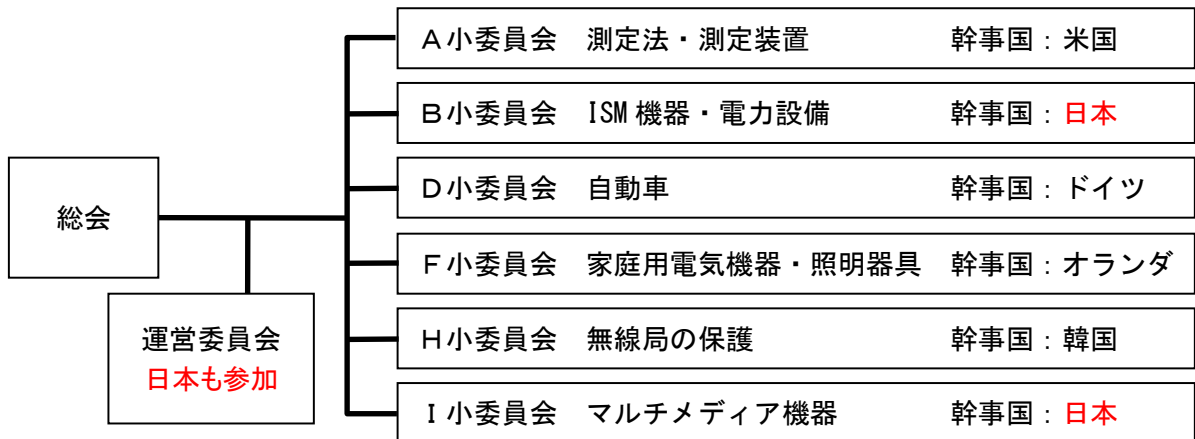 総会
運営委員会
日本も参加
A小委員会 測定法・測定装置 幹事国：米国
B小委員会 ISM機器・電力設備 幹事国：日本
D小委員会 自動車 幹事国：ドイツ
F小委員会 家庭用電気機器・照明器具 幹事国：オランダ
H小委員会 無線局の保護 幹事国：韓国
I小委員会 マルチメディア機器 幹事国：日本